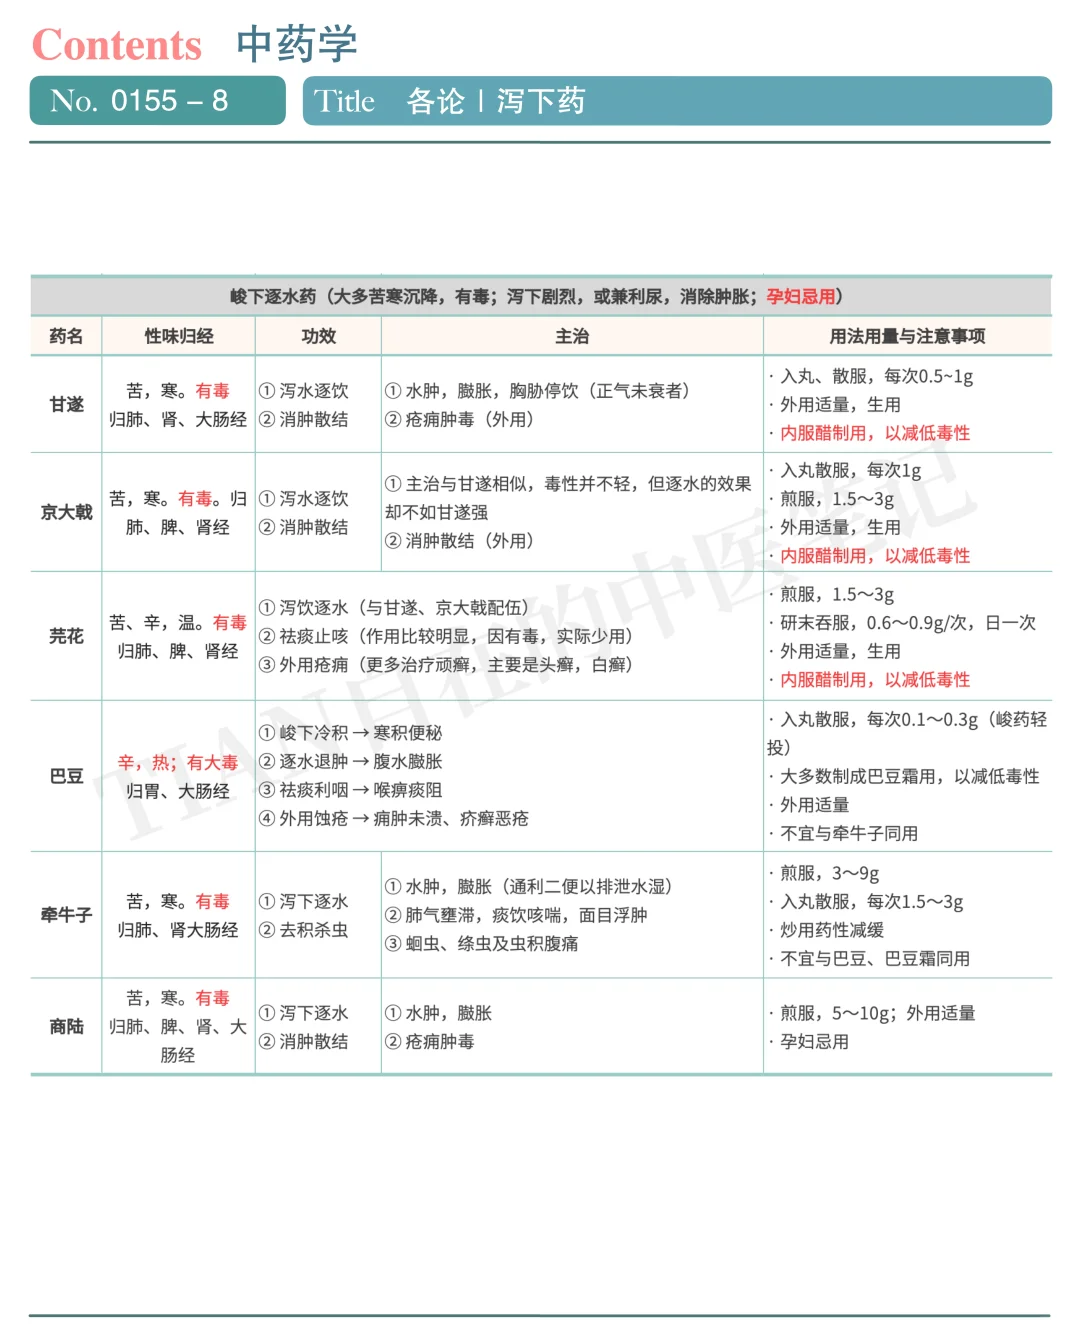 Contents 中药学
No. 0155 – 8
Title 各论 | 泻下药
峻下逐水药（大多苦寒沉降，有毒；泻下剧烈，或兼利尿，消除肿胀；孕妇忌用）
药名 性味归经 功效 主治 用法用量与注意事项
甘遂
苦，寒。有毒
归肺、肾、大肠经
① 泻水逐饮
② 消肿散结
① 水肿，臌胀，胸胁停饮（正气未衰者）
② 疮痈肿毒（外用）
· 入丸、散服，每次0.5~1g
· 外用适量，生用
· 内服醋制用，以减低毒性
京大戟
苦，寒。有毒。归
肺、脾、肾经
① 泻水逐饮
② 消肿散结
① 主治与甘遂相似，毒性并不轻，但逐水的效果
却不如甘遂强
② 消肿散结（外用）
· 入丸散服，每次1g
· 煎服，1.5～3g
· 外用适量，生用
· 内服醋制用，以减低毒性
芫花
苦、辛，温。有毒
归肺、脾、肾经
① 泻饮逐水（与甘遂、京大戟配伍）
② 祛痰止咳（作用比较明显，因有毒，实际少用）
③ 外用疮痈（更多治疗顽癣，主要是头癣，白癣）
· 煎服，1.5～3g
· 研末吞服，0.6～0.9g/次，日一次
· 外用适量，生用
· 内服醋制用，以减低毒性
巴豆
辛，热；有大毒
归胃、大肠经
① 峻下冷积 → 寒积便秘
② 逐水退肿 → 腹水臌胀
③ 祛痰利咽 → 喉痹痰阻
④ 外用蚀疮 → 痈肿未溃、疥癣恶疮
· 入丸散服，每次0.1～0.3g（峻药轻
投）
· 大多数制成巴豆霜用，以减低毒性
· 外用适量
· 不宜与牵牛子同用
牵牛子
苦，寒。有毒
归肺、肾大肠经
① 泻下逐水
② 去积杀虫
① 水肿，臌胀（通利二便以排泄水湿）
② 肺气壅滞，痰饮咳喘，面目浮肿
③ 蛔虫、绦虫及虫积腹痛
· 煎服，3～9g
· 入丸散服，每次1.5～3g
· 炒用药性减缓
· 不宜与巴豆、巴豆霜同用
商陆
苦，寒。有毒
归肺、脾、肾、大
肠经
① 泻下逐水
② 消肿散结
① 水肿，臌胀
② 疮痈肿毒
· 煎服，5～10g；外用适量
· 孕妇忌用
TIAN自在的中医笔记